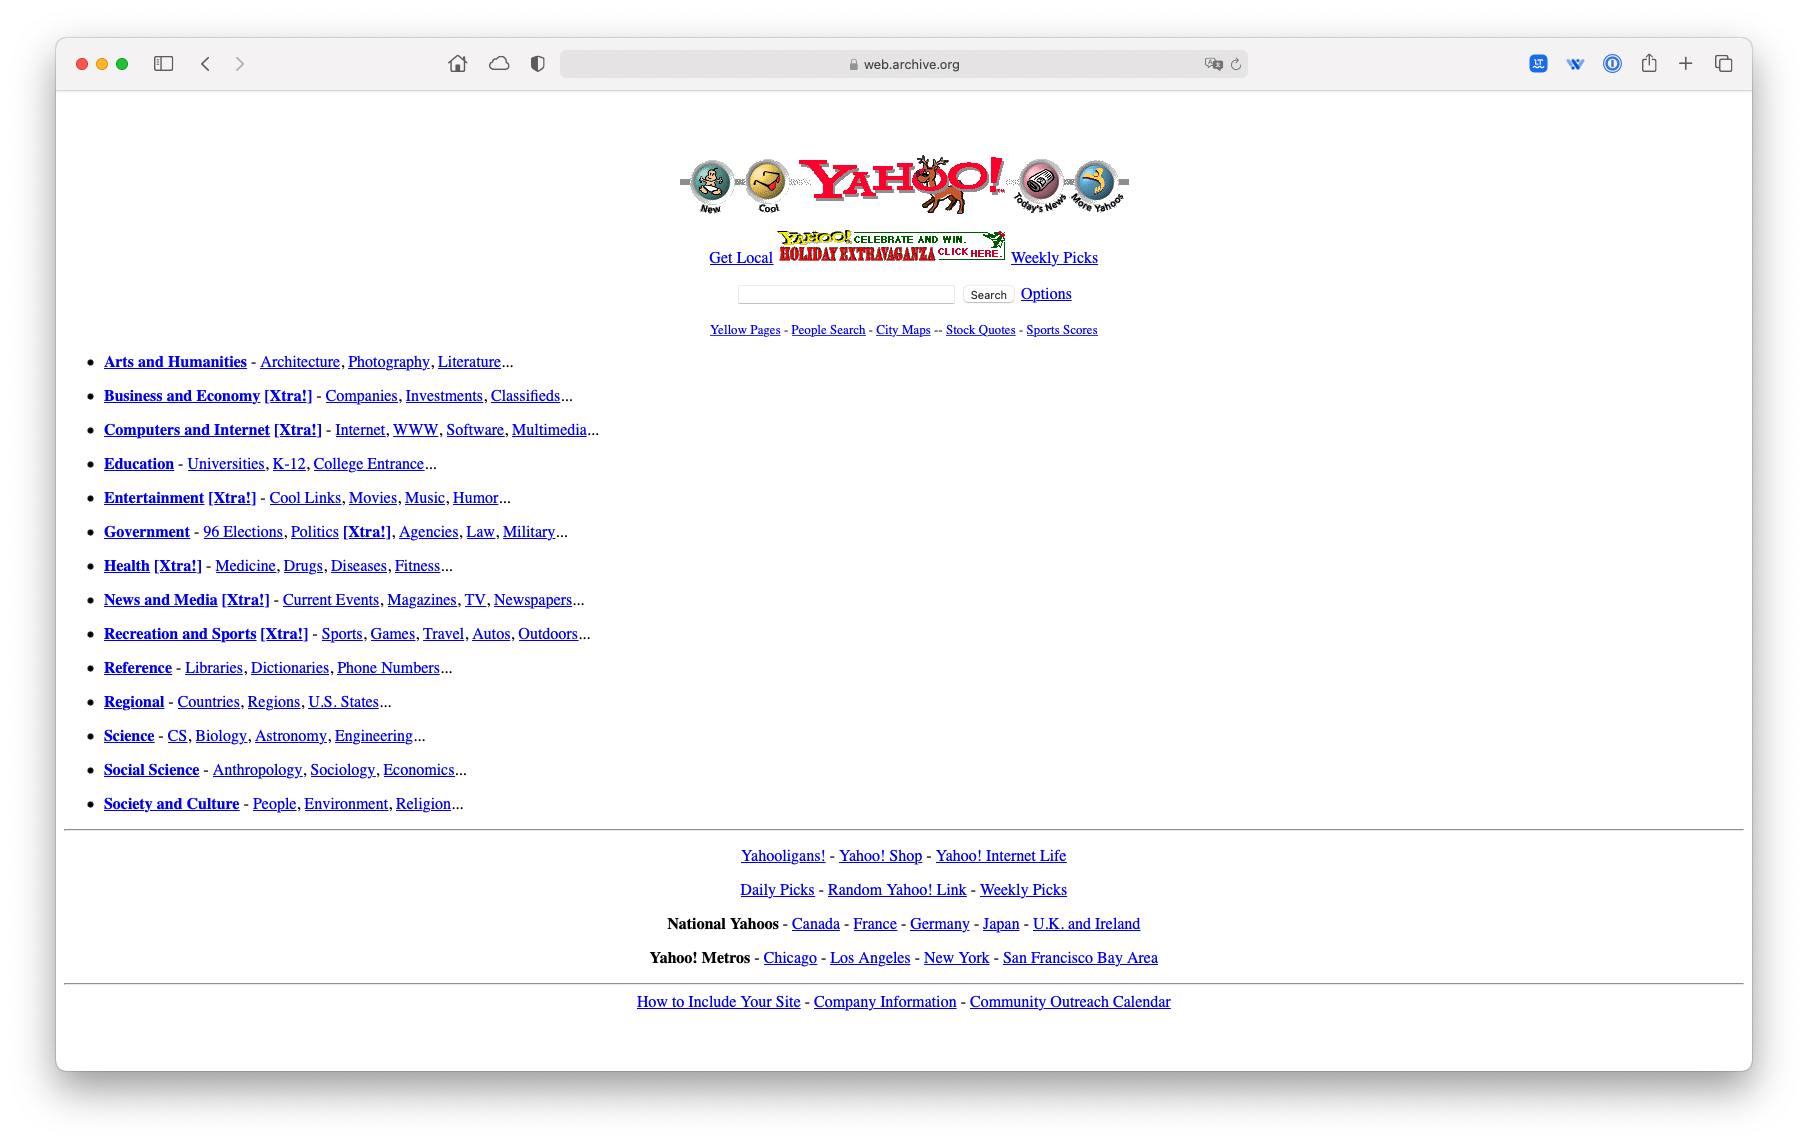 web.archive.org
YAHOO!
New Cool Today's News More Yahoos
YAHOO! CELEBRATE AND WIN.
Get Local HOLIDAY EXTRAVAGANZA CLICK HERE. Weekly Picks
Search Options
Yellow Pages - People Search - City Maps -- Stock Quotes - Sports Scores
• Arts and Humanities - Architecture, Photography, Literature...
• Business and Economy [Xtra!] - Companies, Investments, Classifieds...
• Computers and Internet [Xtra!] - Internet, WWW, Software, Multimedia...
• Education - Universities, K-12, College Entrance...
• Entertainment [Xtra!] - Cool Links, Movies, Music, Humor...
• Government - 96 Elections, Politics [Xtra!], Agencies, Law, Military...
• Health [Xtra!] - Medicine, Drugs, Diseases, Fitness...
• News and Media [Xtra!] - Current Events, Magazines, TV, Newspapers...
• Recreation and Sports [Xtra!] - Sports, Games, Travel, Autos, Outdoors...
• Reference - Libraries, Dictionaries, Phone Numbers...
• Regional - Countries, Regions, U.S. States...
• Science - CS, Biology, Astronomy, Engineering...
• Social Science - Anthropology, Sociology, Economics...
• Society and Culture - People, Environment, Religion...
Yahooligans! - Yahoo! Shop - Yahoo! Internet Life
Daily Picks - Random Yahoo! Link - Weekly Picks
National Yahoos - Canada - France - Germany - Japan - U.K. and Ireland
Yahoo! Metros - Chicago - Los Angeles - New York - San Francisco Bay Area
How to Include Your Site - Company Information - Community Outreach Calendar